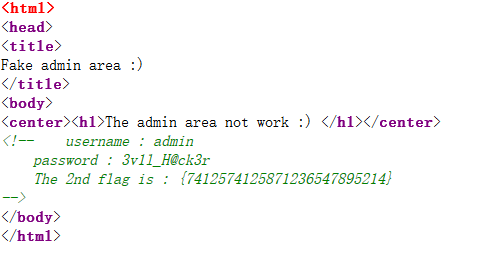 <html>
<head>
<title>
Fake admin area :)
</title>
<body>
<center><h1>The admin area not work :) </h1></center>
<!--    username : admin
    password : 3v1l_H@ck3r
    The 2nd flag is : {7412574125871236547895214}
-->
</body>
</html>